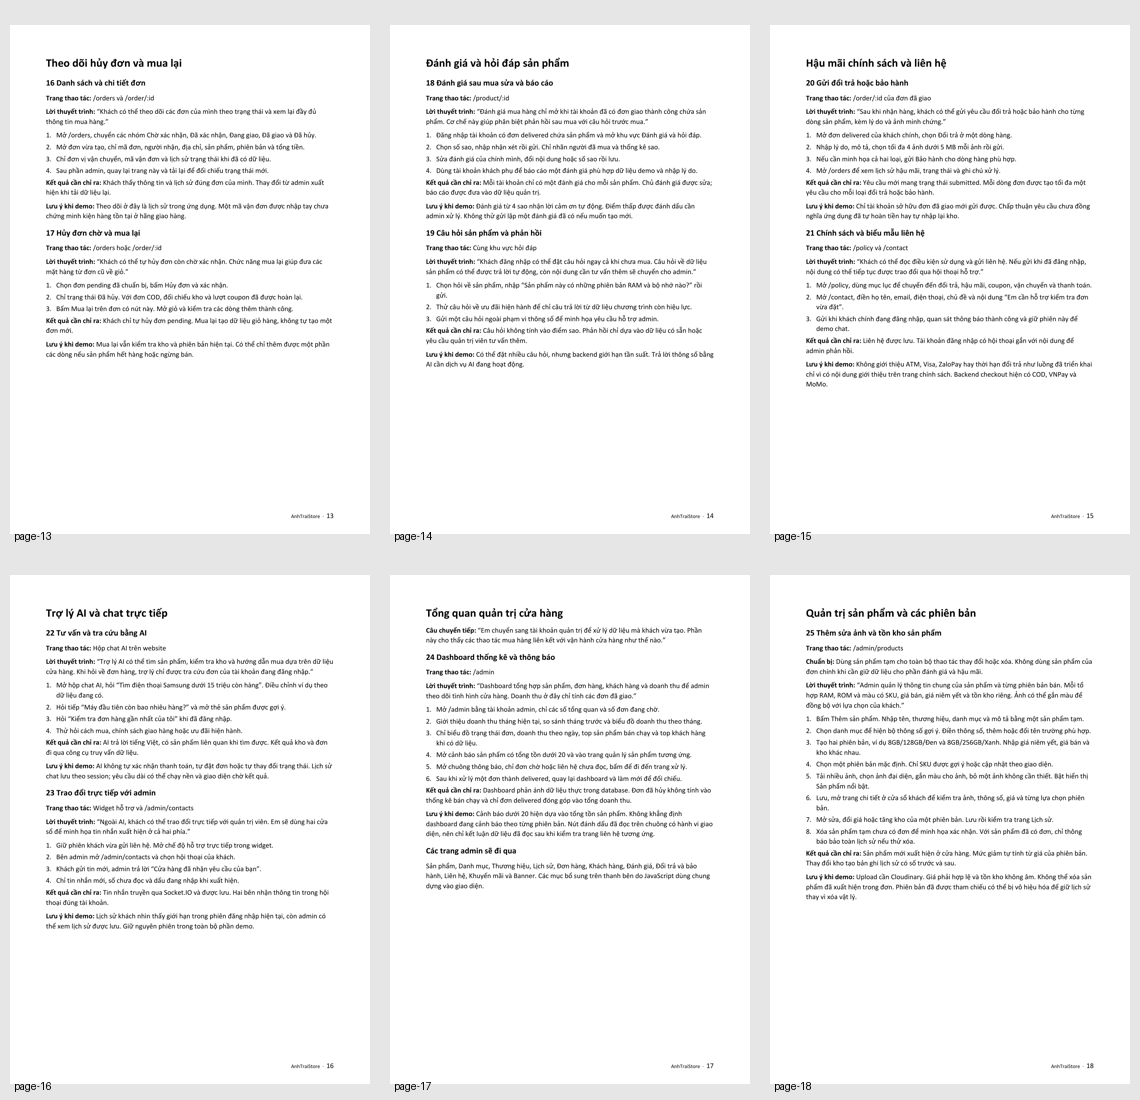 Theo dõi hủy đơn và mua lại
16 Danh sách và chi tiết đơn
Trang thao tác: /orders và /order/:id
Lời thuyết trình: “Khách có thể theo dõi các đơn của mình theo trạng thái và xem lại đầy đủ
thông tin mua hàng.”
1. Mở /orders, chuyển các nhóm Chờ xác nhận, Đã xác nhận, Đang giao, Đã giao và Đã hủy.
2. Mở đơn vừa tạo, chỉ mã đơn, người nhận, địa chỉ, sản phẩm, phiên bản và tổng tiền.
3. Chỉ đơn vị vận chuyển, mã vận đơn và lịch sử trạng thái khi đã có dữ liệu.
4. Sau phần admin, quay lại trang này và tải lại để đối chiếu trạng thái mới.
Kết quả cần chỉ ra: Khách thấy thông tin và lịch sử đúng đơn của mình. Thay đổi từ admin xuất
hiện khi tải dữ liệu lại.
Lưu ý khi demo: Theo dõi ở đây là lịch sử trong ứng dụng. Một mã vận đơn được nhập tay chưa
chứng minh kiện hàng tồn tại ở hãng giao hàng.
17 Hủy đơn chờ và mua lại
Trang thao tác: /orders hoặc /order/:id
Lời thuyết trình: “Khách có thể tự hủy đơn còn chờ xác nhận. Chức năng mua lại giúp đưa các
mặt hàng từ đơn cũ về giỏ.”
1. Chọn đơn pending đã chuẩn bị, bấm Hủy đơn và xác nhận.
2. Chỉ trạng thái Đã hủy. Với đơn COD, đối chiếu kho và lượt coupon đã được hoàn lại.
3. Bấm Mua lại trên đơn có nút này. Mở giỏ và kiểm tra các dòng thêm thành công.
Kết quả cần chỉ ra: Khách chỉ tự hủy đơn pending. Mua lại tạo dữ liệu giỏ hàng, không tự tạo một
đơn mới.
Lưu ý khi demo: Mua lại vẫn kiểm tra kho và phiên bản hiện tại. Có thể chỉ thêm được một phần
các dòng nếu sản phẩm hết hàng hoặc ngừng bán.
AnhTraiStore · 13
page-13
Đánh giá và hỏi đáp sản phẩm
18 Đánh giá sau mua sửa và báo cáo
Trang thao tác: /product/:id
Lời thuyết trình: “Đánh giá mua hàng chỉ mở khi tài khoản đã có đơn giao thành công chứa sản
phẩm. Cơ chế này giúp phân biệt phản hồi sau mua với câu hỏi trước mua.”
1. Đăng nhập tài khoản có đơn delivered chứa sản phẩm và mở khu vực Đánh giá và hỏi đáp.
2. Chọn số sao, nhập nhận xét rồi gửi. Chỉ nhãn người đã mua và thống kê sao.
3. Sửa đánh giá của chính mình, đổi nội dung hoặc số sao rồi lưu.
4. Dùng tài khoản khách phụ để báo cáo một đánh giá phù hợp dữ liệu demo và nhập lý do.
Kết quả cần chỉ ra: Mỗi tài khoản chỉ có một đánh giá cho mỗi sản phẩm. Chủ đánh giá được sửa;
báo cáo được đưa vào dữ liệu quản trị.
Lưu ý khi demo: Đánh giá từ 4 sao nhận lời cảm ơn tự động. Điểm thấp được đánh dấu cần
admin xử lý. Không thử gửi lặp một đánh giá đã có nếu muốn tạo mới.
19 Câu hỏi sản phẩm và phản hồi
Trang thao tác: Cùng khu vực hỏi đáp
Lời thuyết trình: “Khách đăng nhập có thể đặt câu hỏi ngay cả khi chưa mua. Câu hỏi về dữ liệu
sản phẩm có thể được trả lời tự động, còn nội dung cần tư vấn thêm sẽ chuyển cho admin.”
1. Chọn hỏi về sản phẩm, nhập “Sản phẩm này có những phiên bản RAM và bộ nhớ nào?” rồi
gửi.
2. Thử câu hỏi về ưu đãi hiện hành để chỉ câu trả lời từ dữ liệu chương trình còn hiệu lực.
3. Gửi một câu hỏi ngoài phạm vi thông số để minh họa yêu cầu hỗ trợ admin.
Kết quả cần chỉ ra: Câu hỏi không tính vào điểm sao. Phản hồi chỉ dựa vào dữ liệu có sẵn hoặc
yêu cầu quản trị viên tư vấn thêm.
Lưu ý khi demo: Có thể đặt nhiều câu hỏi, nhưng backend giới hạn tần suất. Trả lời thông số bằng
AI cần dịch vụ AI đang hoạt động.
AnhTraiStore · 14
page-14
Hậu mãi chính sách và liên hệ
20 Gửi đổi trả hoặc bảo hành
Trang thao tác: /order/:id của đơn đã giao
Lời thuyết trình: “Sau khi nhận hàng, khách có thể gửi yêu cầu đổi trả hoặc bảo hành cho từng
dòng sản phẩm, kèm lý do và ảnh minh chứng.”
1. Mở đơn delivered của khách chính, chọn Đổi trả ở một dòng hàng.
2. Nhập lý do, mô tả, chọn tối đa 4 ảnh dưới 5 MB mỗi ảnh rồi gửi.
3. Nếu cần minh họa cả hai loại, gửi Bảo hành cho dòng hàng phù hợp.
4. Mở /orders để xem lịch sử hậu mãi, trạng thái và ghi chú xử lý.
Kết quả cần chỉ ra: Yêu cầu mới mang trạng thái submitted. Mỗi dòng đơn được tạo tối đa một
yêu cầu cho mỗi loại đổi trả hoặc bảo hành.
Lưu ý khi demo: Chỉ tài khoản sở hữu đơn đã giao mới gửi được. Chấp thuận yêu cầu chưa đồng
nghĩa ứng dụng đã tự hoàn tiền hay tự nhập lại kho.
21 Chính sách và biểu mẫu liên hệ
Trang thao tác: /policy và /contact
Lời thuyết trình: “Khách có thể đọc điều kiện sử dụng và gửi liên hệ. Nếu gửi khi đã đăng nhập,
nội dung có thể tiếp tục được trao đổi qua hội thoại hỗ trợ.”
1. Mở /policy, dùng mục lục để chuyển đến đổi trả, hậu mãi, coupon, vận chuyển và thanh toán.
2. Mở /contact, điền họ tên, email, điện thoại, chủ đề và nội dung “Em cần hỗ trợ kiểm tra đơn
vừa đặt”.
3. Gửi khi khách chính đang đăng nhập, quan sát thông báo thành công và giữ phiên này để
demo chat.
Kết quả cần chỉ ra: Liên hệ được lưu. Tài khoản đăng nhập có hội thoại gắn với nội dung để
admin phản hồi.
Lưu ý khi demo: Không giới thiệu ATM, Visa, ZaloPay hay thời hạn đổi trả như luồng đã triển khai
chỉ vì có nội dung giới thiệu trên trang chính sách. Backend checkout hiện có COD, VNPay và
MoMo.
AnhTraiStore · 15
page-15
Trợ lý AI và chat trực tiếp
22 Tư vấn và tra cứu bằng AI
Trang thao tác: Hộp chat AI trên website
Lời thuyết trình: “Trợ lý AI có thể tìm sản phẩm, kiểm tra kho và hướng dẫn mua dựa trên dữ liệu
cửa hàng. Khi hỏi về đơn hàng, trợ lý chỉ được tra cứu đơn của tài khoản đang đăng nhập.”
1. Mở hộp chat AI, hỏi “Tìm điện thoại Samsung dưới 15 triệu còn hàng”. Điều chỉnh ví dụ theo
dữ liệu đang có.
2. Hỏi tiếp “Máy đầu tiên còn bao nhiêu hàng?” và mở thẻ sản phẩm được gợi ý.
3. Hỏi “Kiểm tra đơn hàng gần nhất của tôi” khi đã đăng nhập.
4. Thử hỏi cách mua, chính sách giao hàng hoặc ưu đãi hiện hành.
Kết quả cần chỉ ra: AI trả lời tiếng Việt, có sản phẩm liên quan khi tìm được. Kết quả kho và đơn
đi qua công cụ truy vấn dữ liệu.
Lưu ý khi demo: AI không tự xác nhận thanh toán, tự đặt đơn hoặc tự thay đổi trạng thái. Lịch sử
chat lưu theo session; yêu cầu dài có thể chạy nền và giao diện chờ kết quả.
23 Trao đổi trực tiếp với admin
Trang thao tác: Widget hỗ trợ và /admin/contacts
Lời thuyết trình: “Ngoài AI, khách có thể trao đổi trực tiếp với quản trị viên. Em sẽ dùng hai cửa
sổ để minh họa tin nhắn xuất hiện ở cả hai phía.”
1. Giữ phiên khách vừa gửi liên hệ. Mở chế độ hỗ trợ trực tiếp trong widget.
2. Bên admin mở /admin/contacts và chọn hội thoại của khách.
3. Khách gửi tin mới, admin trả lời “Cửa hàng đã nhận yêu cầu của bạn”.
4. Chỉ tin nhắn mới, số chưa đọc và dấu đang nhập khi xuất hiện.
Kết quả cần chỉ ra: Tin nhắn truyền qua Socket.IO và được lưu. Hai bên nhận thông tin trong hội
thoại đúng tài khoản.
Lưu ý khi demo: Lịch sử khách nhìn thấy giới hạn trong phiên đăng nhập hiện tại, còn admin có
thể xem lịch sử được lưu. Giữ nguyên phiên trong toàn bộ phần demo.
AnhTraiStore · 16
page-16
Tổng quan quản trị cửa hàng
Câu chuyển tiếp: “Em chuyển sang tài khoản quản trị để xử lý dữ liệu mà khách vừa tạo. Phần
này cho thấy các thao tác mua hàng liên kết với vận hành cửa hàng như thế nào.”
24 Dashboard thống kê và thông báo
Trang thao tác: /admin
Lời thuyết trình: “Dashboard tổng hợp sản phẩm, đơn hàng, khách hàng và doanh thu để admin
theo dõi tình hình cửa hàng. Doanh thu ở đây chỉ tính các đơn đã giao.”
1. Mở /admin bằng tài khoản admin, chỉ các số tổng quan và số đơn đang chờ.
2. Giới thiệu doanh thu tháng hiện tại, so sánh tháng trước và biểu đồ doanh thu theo tháng.
3. Chỉ biểu đồ trạng thái đơn, doanh thu theo ngày, top sản phẩm bán chạy và top khách hàng
khi có dữ liệu.
4. Mở cảnh báo sản phẩm có tổng tồn dưới 20 và vào trang quản lý sản phẩm tương ứng.
5. Mở chuông thông báo, chỉ đơn chờ hoặc liên hệ chưa đọc, bấm để đi đến trang xử lý.
6. Sau khi xử lý một đơn thành delivered, quay lại dashboard và làm mới để đối chiếu.
Kết quả cần chỉ ra: Dashboard phản ánh dữ liệu thực trong database. Đơn đã hủy không tính vào
thống kê bán chạy và chỉ đơn delivered đóng góp vào tổng doanh thu.
Lưu ý khi demo: Cảnh báo dưới 20 hiện dựa vào tổng tồn sản phẩm. Không khẳng định
dashboard đang cảnh báo theo từng phiên bản. Nút đánh dấu đã đọc trên chuông có hành vi giao
diện, nên chỉ kết luận dữ liệu đã đọc sau khi kiểm tra trang liên hệ tương ứng.
Các trang admin sẽ đi qua
Sản phẩm, Danh mục, Thương hiệu, Lịch sử, Đơn hàng, Khách hàng, Đánh giá, Đổi trả và bảo
hành, Liên hệ, Khuyến mãi và Banner. Các mục bổ sung trên thanh bên do JavaScript dùng chung
dựng vào giao diện.
AnhTraiStore · 17
page-17
Quản trị sản phẩm và các phiên bản
25 Thêm sửa ảnh và tồn kho sản phẩm
Trang thao tác: /admin/products
Chuẩn bị: Dùng sản phẩm tạm cho toàn bộ thao tác thay đổi hoặc xóa. Không dùng sản phẩm của
đơn chính khi cần giữ dữ liệu cho phần đánh giá và hậu mãi.
Lời thuyết trình: “Admin quản lý thông tin chung của sản phẩm và từng phiên bản bán. Mỗi tổ
hợp RAM, ROM và màu có SKU, giá bán, giá niêm yết và tồn kho riêng. Ảnh có thể gắn màu để
đồng bộ với lựa chọn của khách.”
1. Bấm Thêm sản phẩm. Nhập tên, thương hiệu, danh mục và mô tả bằng một sản phẩm tạm.
2. Chọn danh mục để hiện bộ thông số gợi ý. Điền thông số, thêm hoặc đổi tên trường phù hợp.
3. Tạo hai phiên bản, ví dụ 8GB/128GB/Đen và 8GB/256GB/Xanh. Nhập giá niêm yết, giá bán và
kho khác nhau.
4. Chọn một phiên bản mặc định. Chỉ SKU được gợi ý hoặc cập nhật theo giao diện.
5. Tải nhiều ảnh, chọn ảnh đại diện, gắn màu cho ảnh, bỏ một ảnh không cần thiết. Bật hiển thị
Sản phẩm nổi bật.
6. Lưu, mở trang chi tiết ở cửa sổ khách để kiểm tra ảnh, thông số, giá và từng lựa chọn phiên
bản.
7. Mở sửa, đổi giá hoặc tăng kho của một phiên bản. Lưu rồi kiểm tra trang Lịch sử.
8. Xóa sản phẩm tạm chưa có đơn để minh họa xác nhận. Với sản phẩm đã có đơn, chỉ thông
báo bảo toàn lịch sử nếu thử xóa.
Kết quả cần chỉ ra: Sản phẩm mới xuất hiện ở cửa hàng. Mức giảm tự tính từ giá của phiên bản.
Thay đổi kho tạo bản ghi lịch sử có số trước và sau.
Lưu ý khi demo: Upload cần Cloudinary. Giá phải hợp lệ và tồn kho không âm. Không thể xóa sản
phẩm đã xuất hiện trong đơn. Phiên bản đã được tham chiếu có thể bị vô hiệu hóa để giữ lịch sử
thay vì xóa vật lý.
AnhTraiStore · 18
page-18